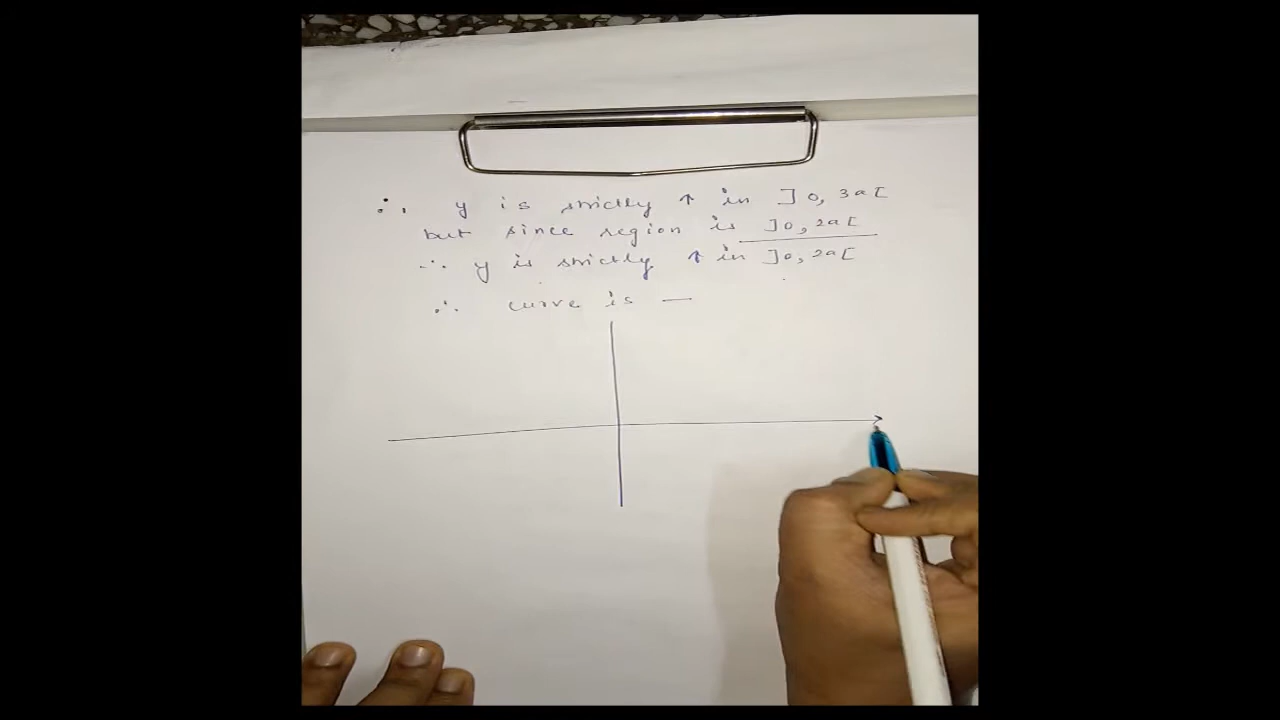 ∴ y is strictly ↑ in ]0, 3a[
but since region is ]0, 2a[
∴ y is strictly ↑ in ]0, 2a[
∴ curve is —